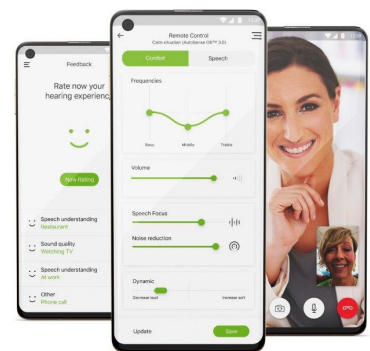 Feedback
Rate now your
hearing experienc
New Rating
Speech understanding
Restaurant
Sound quality
Watching TV
Speech understanding
At work
Other
Phone call
Remote Control
Calm situation (AutoSense OS™ 3.0)
Comfort
Speech
Frequencies
Bass
Middle
Treble
Volume
Speech Focus
Noise reduction
Dynamic
Decrease loud
Increase soft
Update
Save